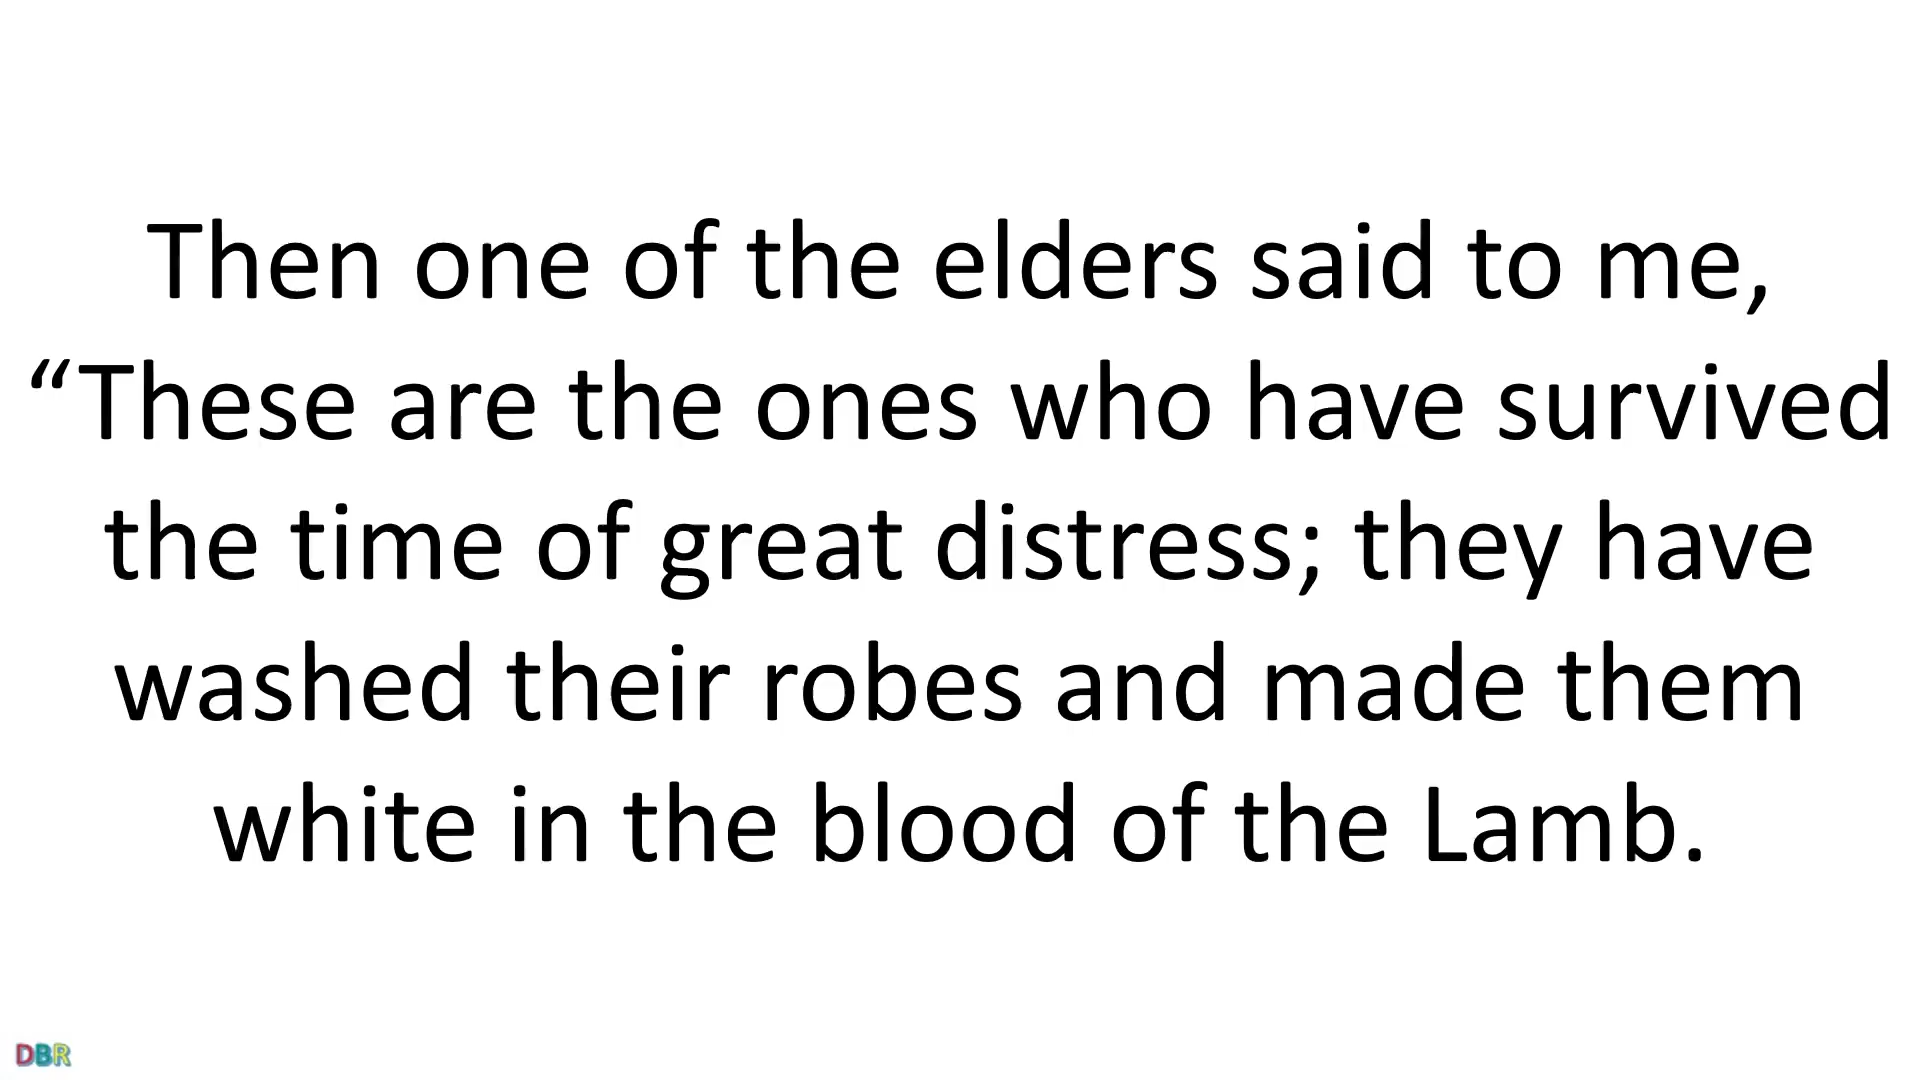 Then one of the elders said to me,
“These are the ones who have survived
the time of great distress; they have
washed their robes and made them
white in the blood of the Lamb.
DBR